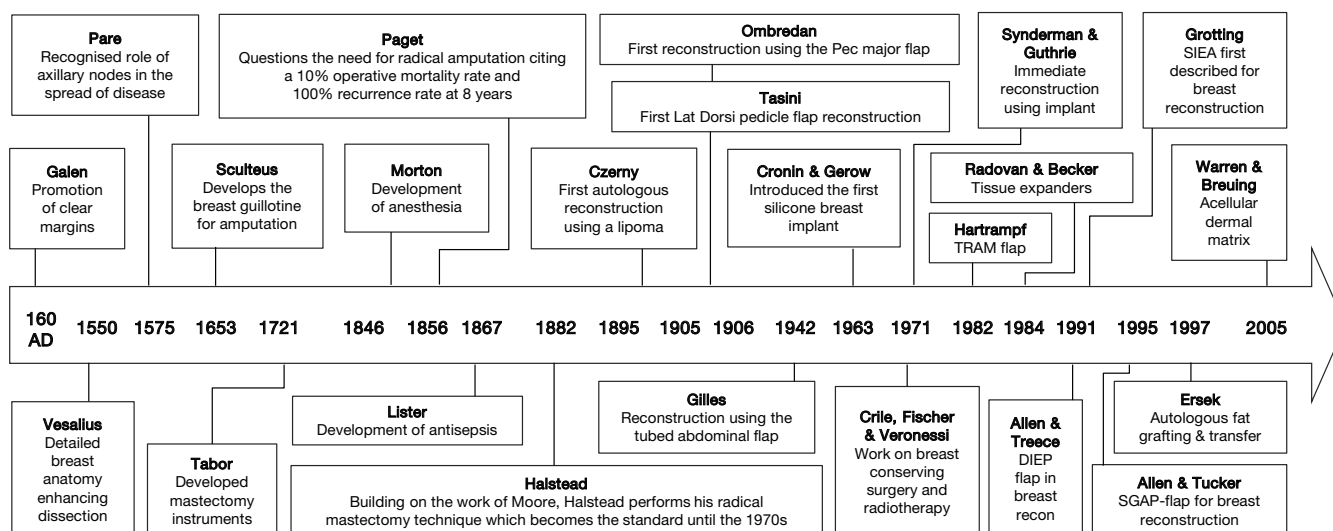 Pare
Recognised role of
axillary nodes in the
spread of disease
Paget
Questions the need for radical amputation citing
a 10% operative mortality rate and
100% recurrence rate at 8 years
Ombredan
First reconstruction using the Pec major flap
Tasini
First Lat Dorsi pedicle flap reconstruction
Synderman &
Guthrie
Immediate
reconstruction
using implant
Grotting
SIEA first
described for
breast
reconstruction
Galen
Promotion
of clear
margins
Sculteus
Develops the
breast guillotine
for amputation
Morton
Development
of anesthesia
Czerny
First autologous
reconstruction
using a lipoma
Cronin & Gerow
Introduced the first
silicone breast
implant
Radovan & Becker
Tissue expanders
Hartrampf
TRAM flap
Warren &
Breuing
Acellular
dermal
matrix
160
AD
1550
1575
1653
1721
1846
1856
1867
1882
1895
1905
1906
1942
1963
1971
1982
1984
1991
1995
1997
2005
Vesalius
Detailed
breast
anatomy
enhancing
dissection
Tabor
Developed
mastectomy
instruments
Lister
Development of antisepsis
Halstead
Building on the work of Moore, Halstead performs his radical
mastectomy technique which becomes the standard until the 1970s
Gilles
Reconstruction using the
tubed abdominal flap
Crile, Fischer
& Veronessi
Work on breast
conserving
surgery and
radiotherapy
Allen &
Treece
DIEP
flap in
breast
recon
Ersek
Autologous fat
grafting & transfer
Allen & Tucker
SGAP-flap for breast
reconstruction